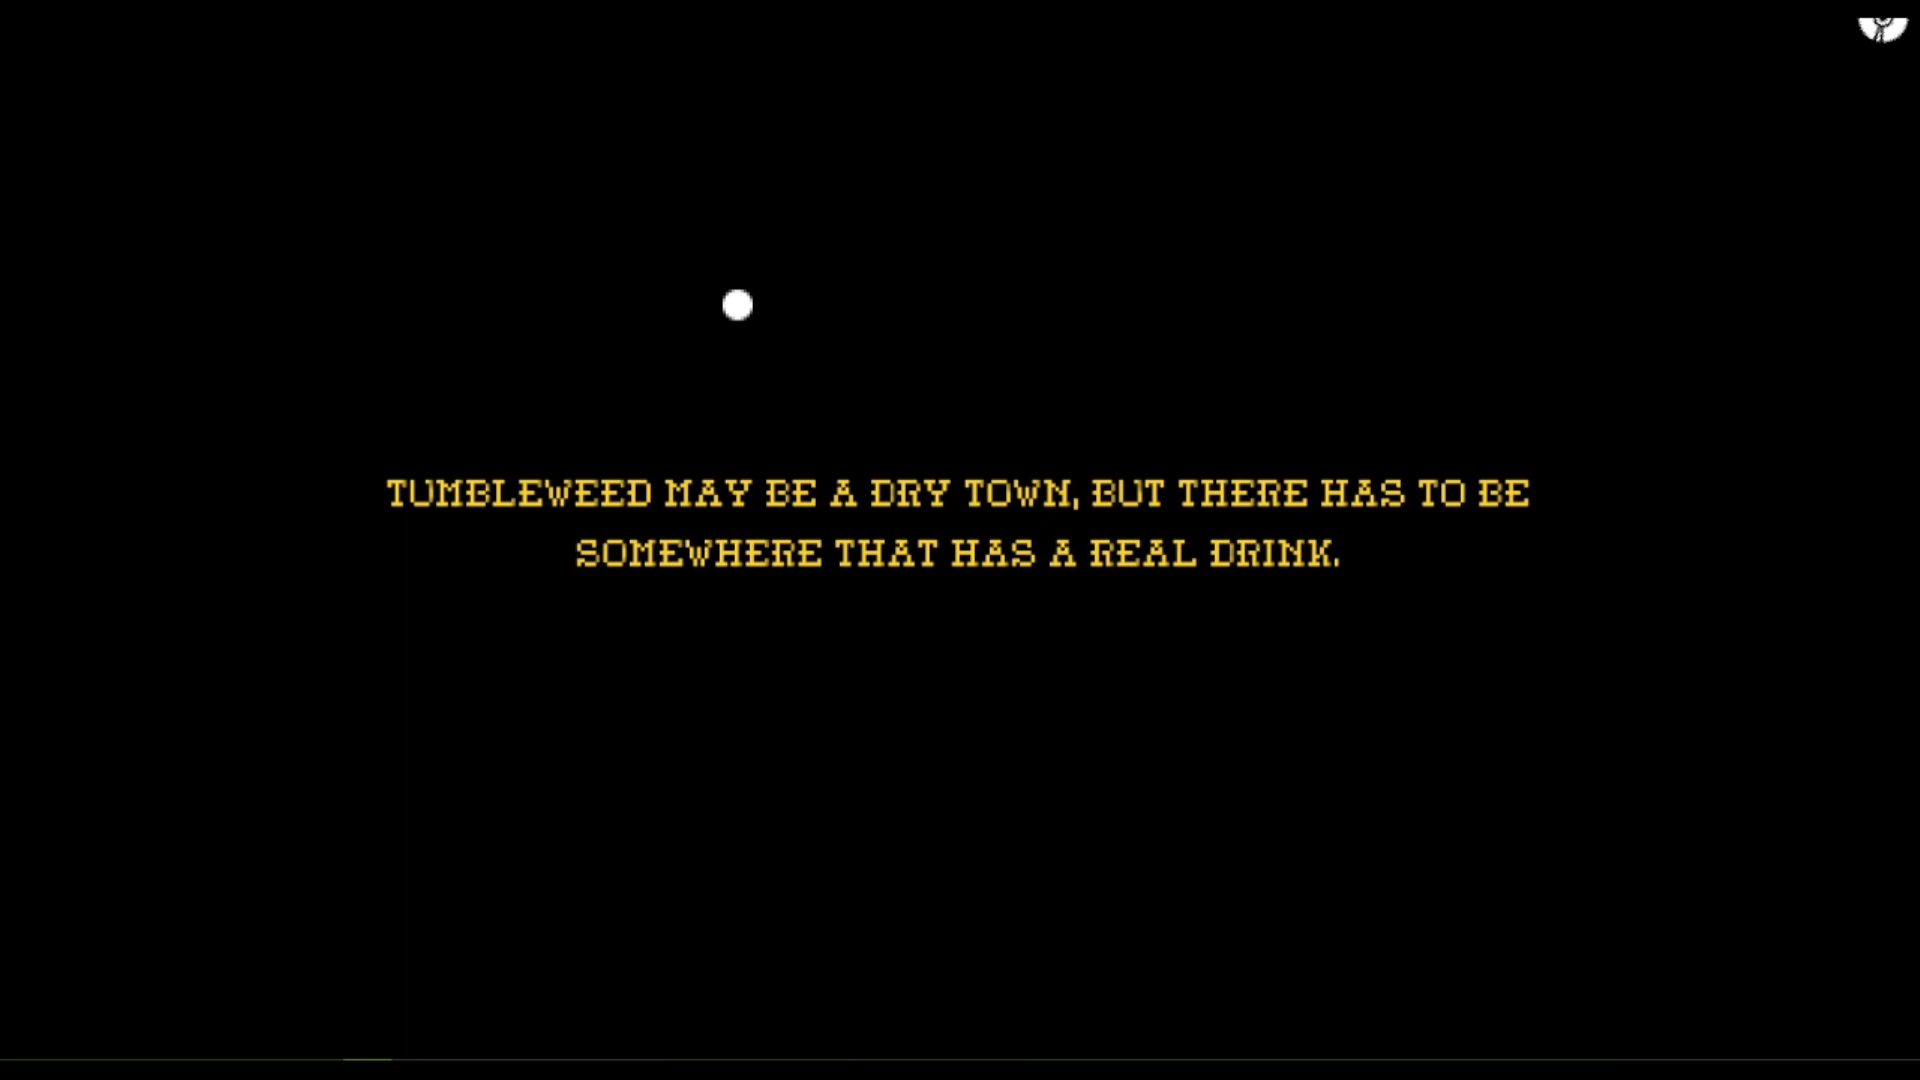 TUMBLEWEED MAY BE A DRY TOWN, BUT THERE HAS TO BE
SOMEWHERE THAT HAS A REAL DRINK.